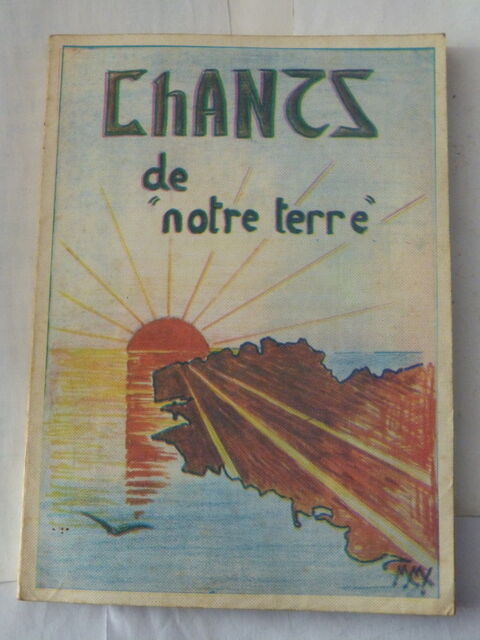 ChANTS
de
"notre terre"